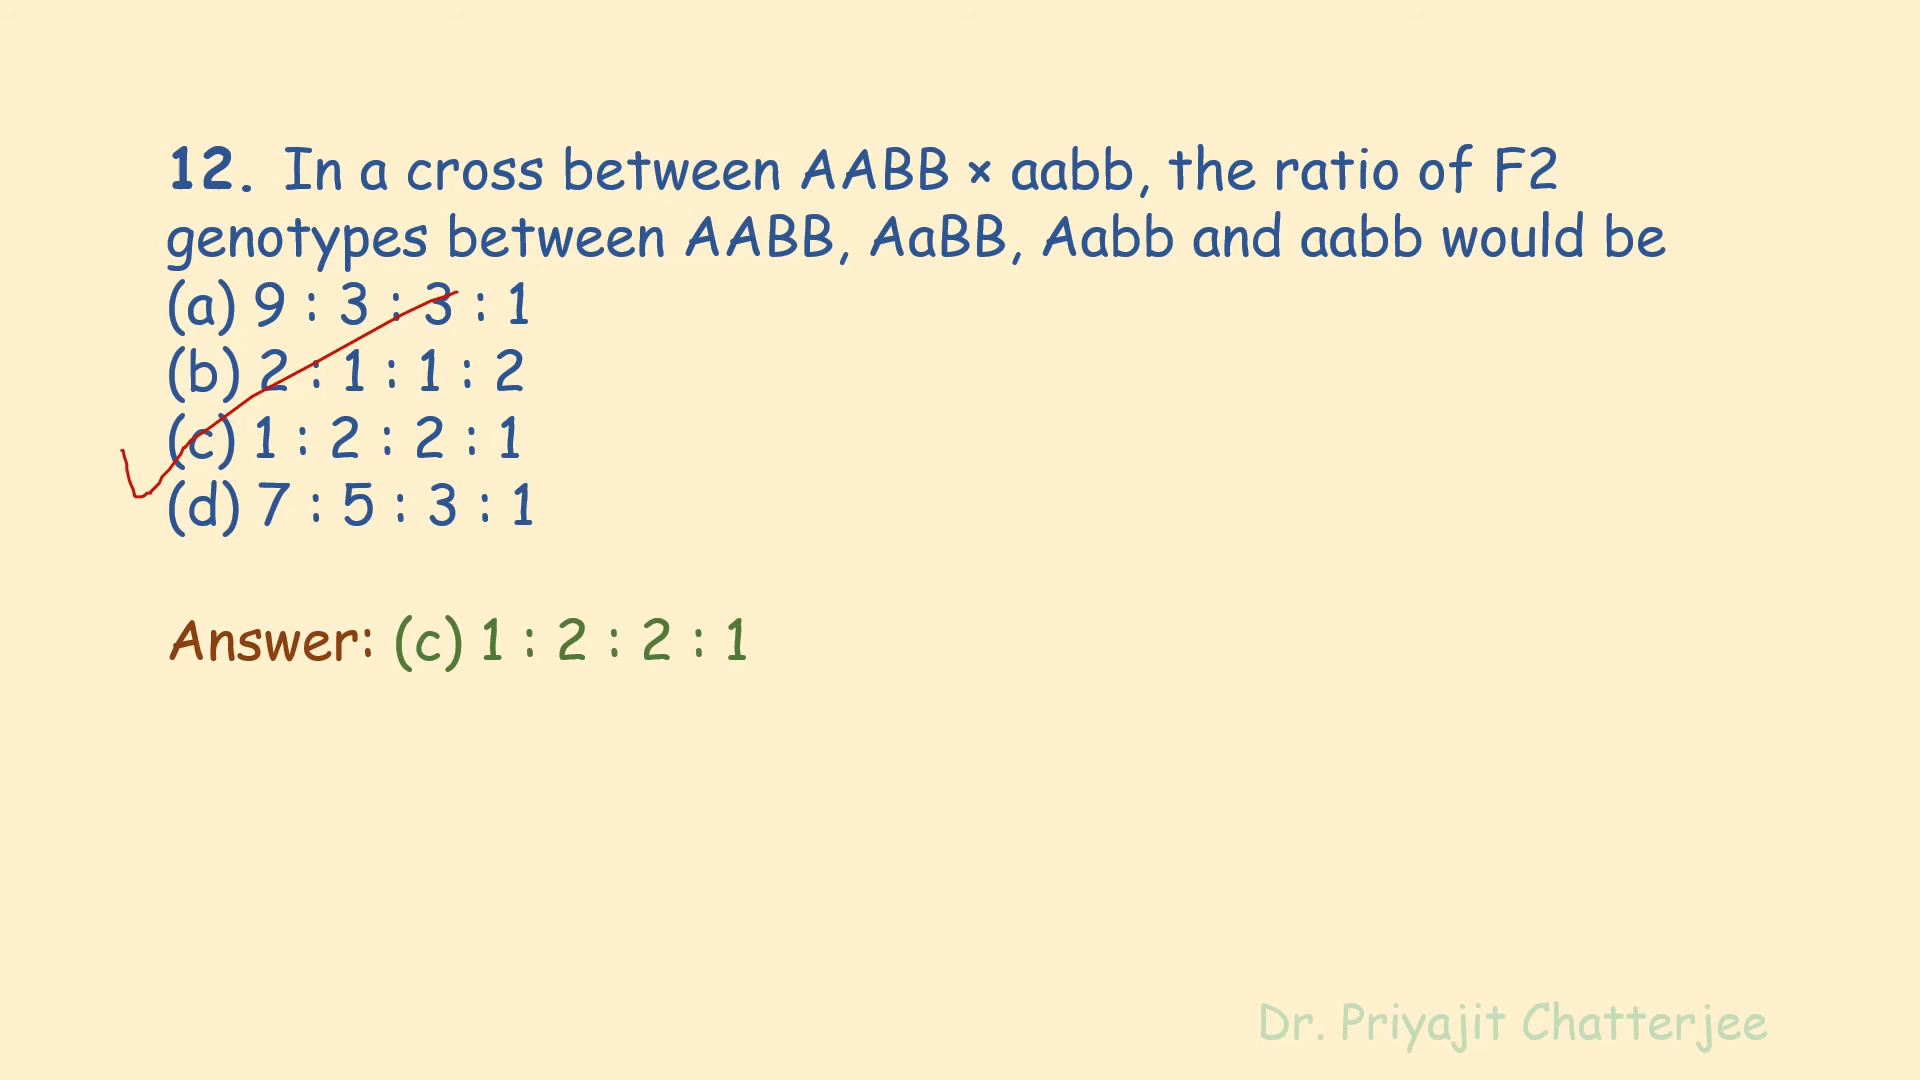 12. In a cross between AABB × aabb, the ratio of F2
genotypes between AABB, AaBB, Aabb and aabb would be
(a) 9 : 3 : 3 : 1
(b) 2 : 1 : 1 : 2
(c) 1 : 2 : 2 : 1
(d) 7 : 5 : 3 : 1
Answer: (c) 1 : 2 : 2 : 1
Dr. Priyajit Chatterjee